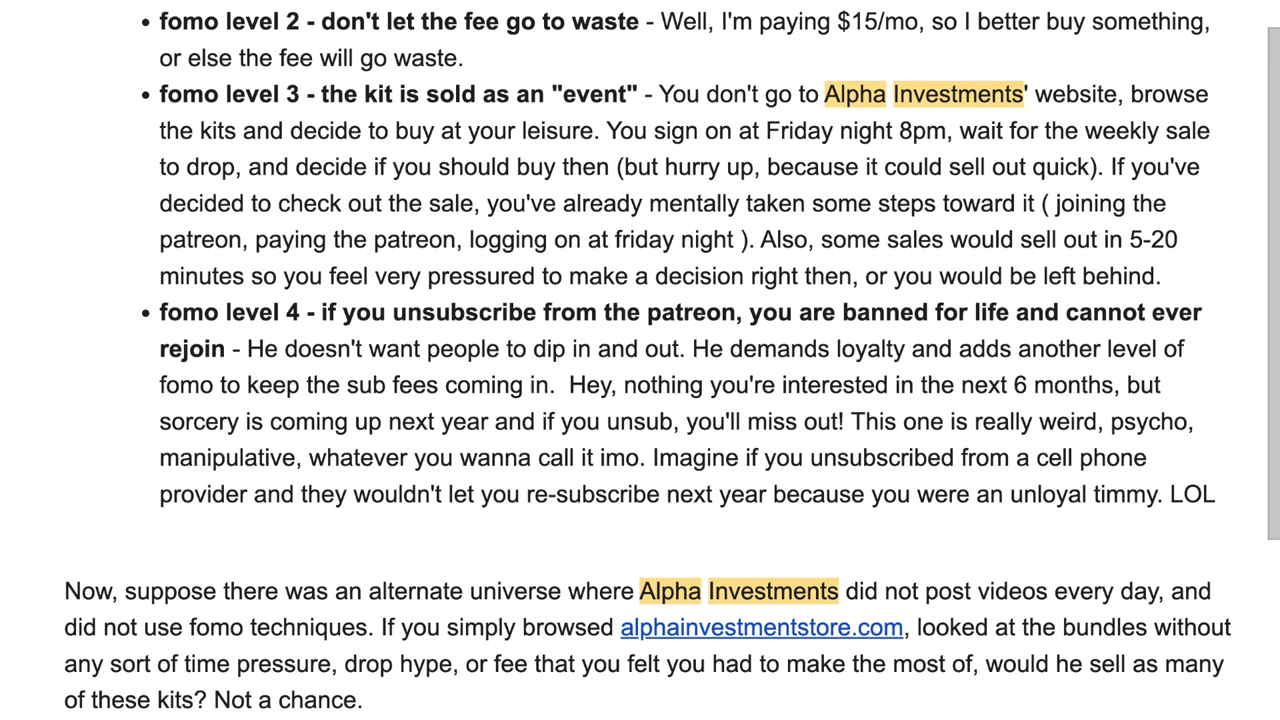 • fomo level 2 - don't let the fee go to waste - Well, I'm paying $15/mo, so I better buy something,
or else the fee will go waste.
• fomo level 3 - the kit is sold as an "event" - You don't go to Alpha Investments' website, browse
the kits and decide to buy at your leisure. You sign on at Friday night 8pm, wait for the weekly sale
to drop, and decide if you should buy then (but hurry up, because it could sell out quick). If you've
decided to check out the sale, you've already mentally taken some steps toward it ( joining the
patreon, paying the patreon, logging on at friday night ). Also, some sales would sell out in 5-20
minutes so you feel very pressured to make a decision right then, or you would be left behind.
• fomo level 4 - if you unsubscribe from the patreon, you are banned for life and cannot ever
rejoin - He doesn't want people to dip in and out. He demands loyalty and adds another level of
fomo to keep the sub fees coming in.  Hey, nothing you're interested in the next 6 months, but
sorcery is coming up next year and if you unsub, you'll miss out! This one is really weird, psycho,
manipulative, whatever you wanna call it imo. Imagine if you unsubscribed from a cell phone
provider and they wouldn't let you re-subscribe next year because you were an unloyal timmy. LOL
Now, suppose there was an alternate universe where Alpha Investments did not post videos every day, and
did not use fomo techniques. If you simply browsed alphainvestmentstore.com, looked at the bundles without
any sort of time pressure, drop hype, or fee that you felt you had to make the most of, would he sell as many
of these kits? Not a chance.